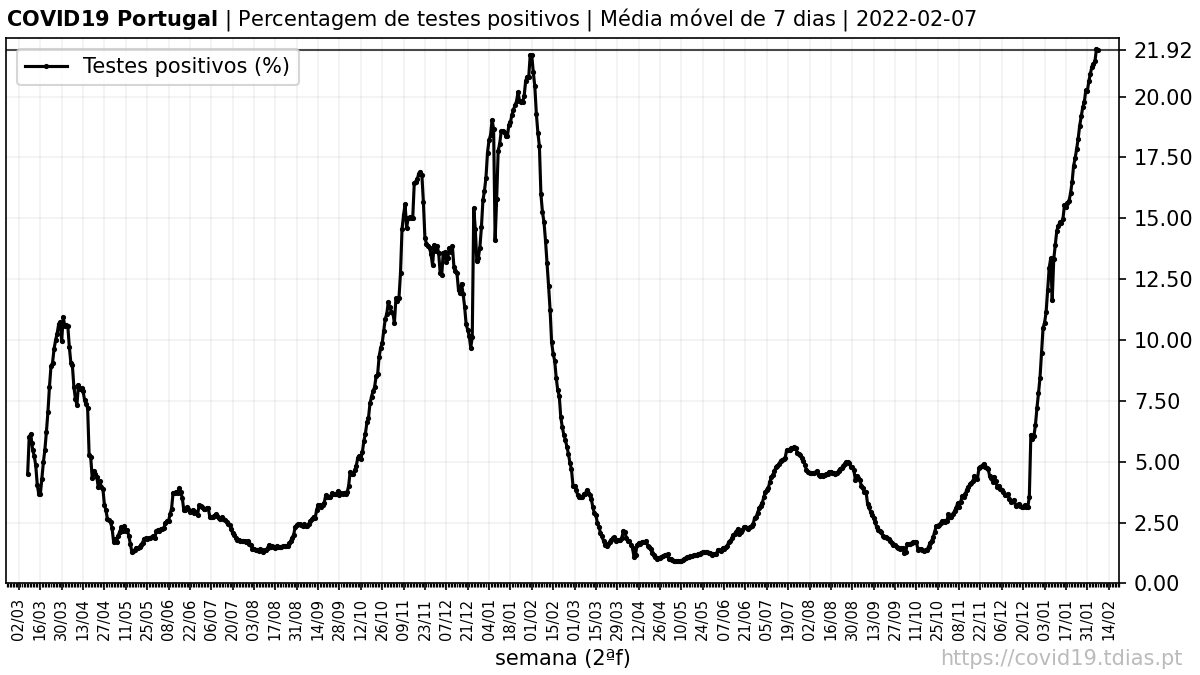 COVID19 Portugal | Percentagem de testes positivos | Média móvel de 7 dias | 2022-02-07
Testes positivos (%)
21.92
20.00
17.50
15.00
12.50
10.00
7.50
5.00
2.50
0.00
02/03 16/03 30/03 13/04 27/04 11/05 25/05 08/06 22/06 06/07 20/07 03/08 17/08 31/08 14/09 28/09 12/10 26/10 09/11 23/11 07/12 21/12 04/01 18/01 01/02 15/02 01/03 15/03 29/03 12/04 26/04 10/05 24/05 07/06 21/06 05/07 19/07 02/08 16/08 30/08 13/09 27/09 11/10 25/10 08/11 22/11 06/12 20/12 03/01 17/01 31/01 14/02
semana (2ªf)
https://covid19.tdias.pt